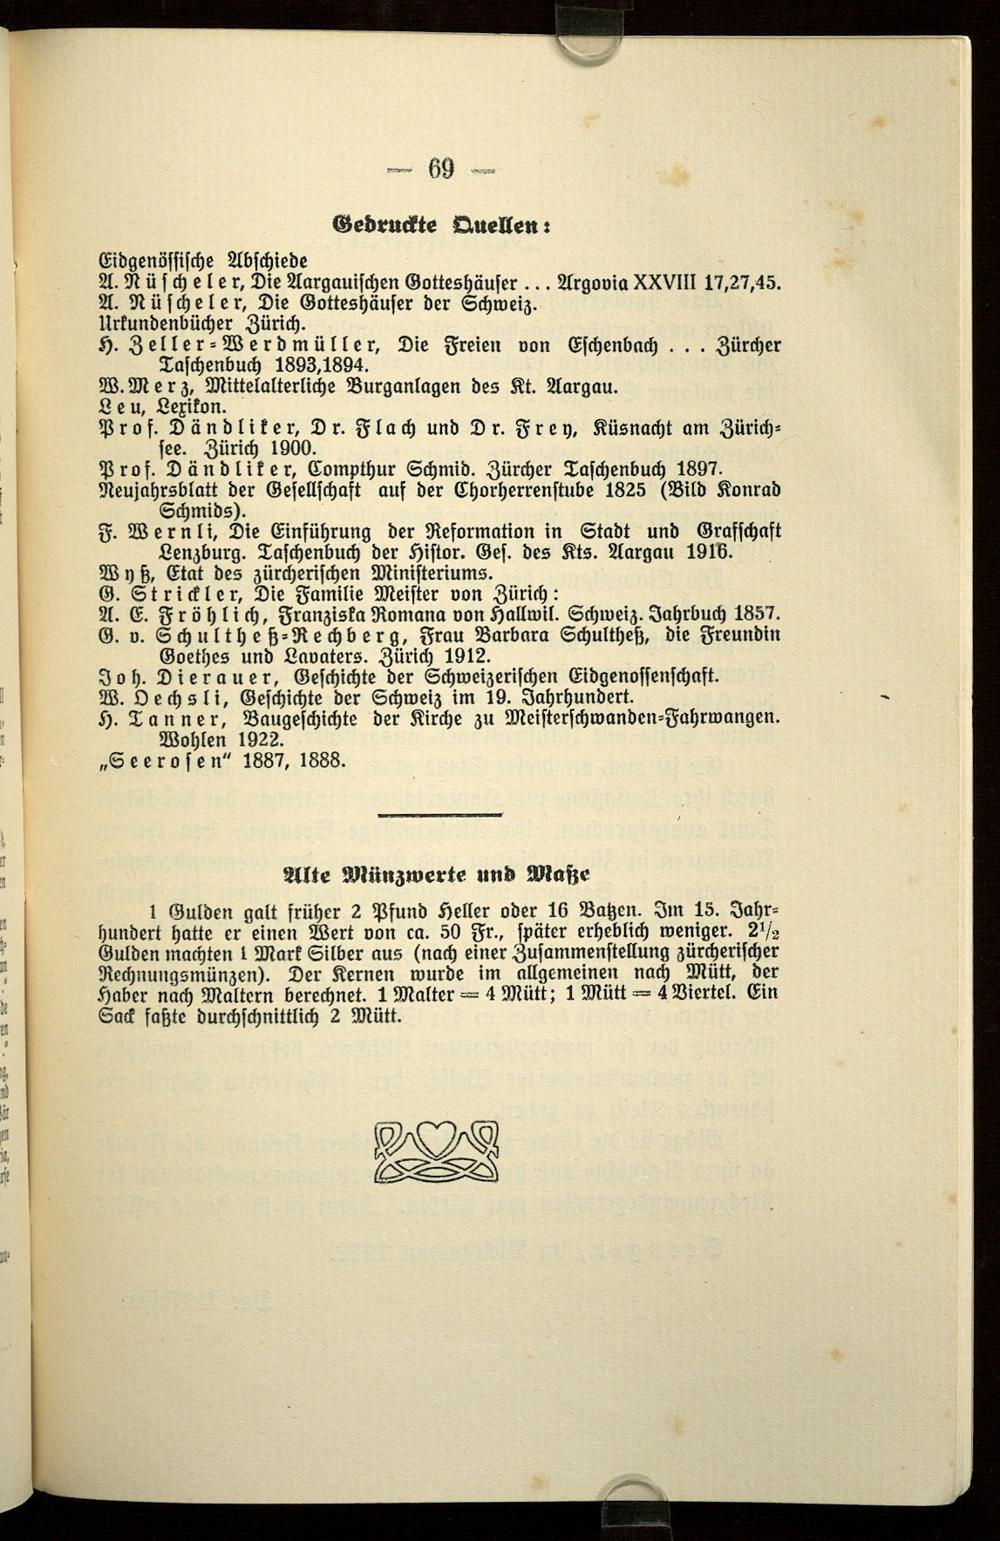 — 69 —
Gedruckte Quellen:
Eidgenössische Abschiede
A. Nüscheler, Die Aargauischen Gotteshäuser ... Argovia XXVIII 17,27,45.
A. Nüscheler, Die Gotteshäuser der Schweiz.
Urkundenbücher Zürich.
H. Zeller-Werdmüller, Die Freien von Eschenbach ... Zürcher
Taschenbuch 1893,1894.
W. Merz, Mittelalterliche Burganlagen des Kt. Aargau.
Leu, Lexikon.
Prof. Dändliker, Dr. Flach und Dr. Frey, Küsnacht am Zürich-
see. Zürich 1900.
Prof. Dändliker, Compthur Schmid. Zürcher Taschenbuch 1897.
Neujahrsblatt der Gesellschaft auf der Chorherrenstube 1825 (Bild Konrad
Schmids).
F. Wernli, Die Einführung der Reformation in Stadt und Grafschaft
Lenzburg. Taschenbuch der Histor. Ges. des Kts. Aargau 1916.
Wyß, Etat des zürcherischen Ministeriums.
G. Strickler, Die Familie Meister von Zürich:
A. E. Fröhlich, Franziska Romana von Hallwil. Schweiz. Jahrbuch 1857.
G. v. Schultheß-Rechberg, Frau Barbara Schultheß, die Freundin
Goethes und Lavaters. Zürich 1912.
Joh. Dierauer, Geschichte der Schweizerischen Eidgenossenschaft.
W. Oechsli, Geschichte der Schweiz im 19. Jahrhundert.
H. Tanner, Baugeschichte der Kirche zu Meisterschwanden-Fahrwangen.
Wohlen 1922.
„Seerosen“ 1887, 1888.
Alte Münzwerte und Maße
1 Gulden galt früher 2 Pfund Heller oder 16 Batzen. Im 15. Jahr-
hundert hatte er einen Wert von ca. 50 Fr., später erheblich weniger. 2½
Gulden machten 1 Mark Silber aus (nach einer Zusammenstellung zürcherischer
Rechnungsmünzen). Der Kernen wurde im allgemeinen nach Mütt, der
Haber nach Maltern berechnet. 1 Malter = 4 Mütt; 1 Mütt = 4 Viertel. Ein
Sack faßte durchschnittlich 2 Mütt.